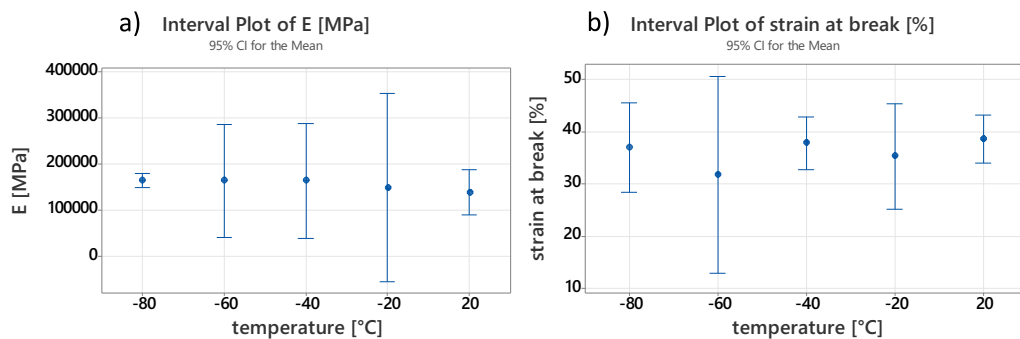 a) Interval Plot of E [MPa]
95% CI for the Mean
400000
300000
200000
100000
0
E [MPa]
-80 -60 -40 -20 20
temperature [°C]
b) Interval Plot of strain at break [%]
95% CI for the Mean
50
40
30
20
10
strain at break [%]
-80 -60 -40 -20 20
temperature [°C]